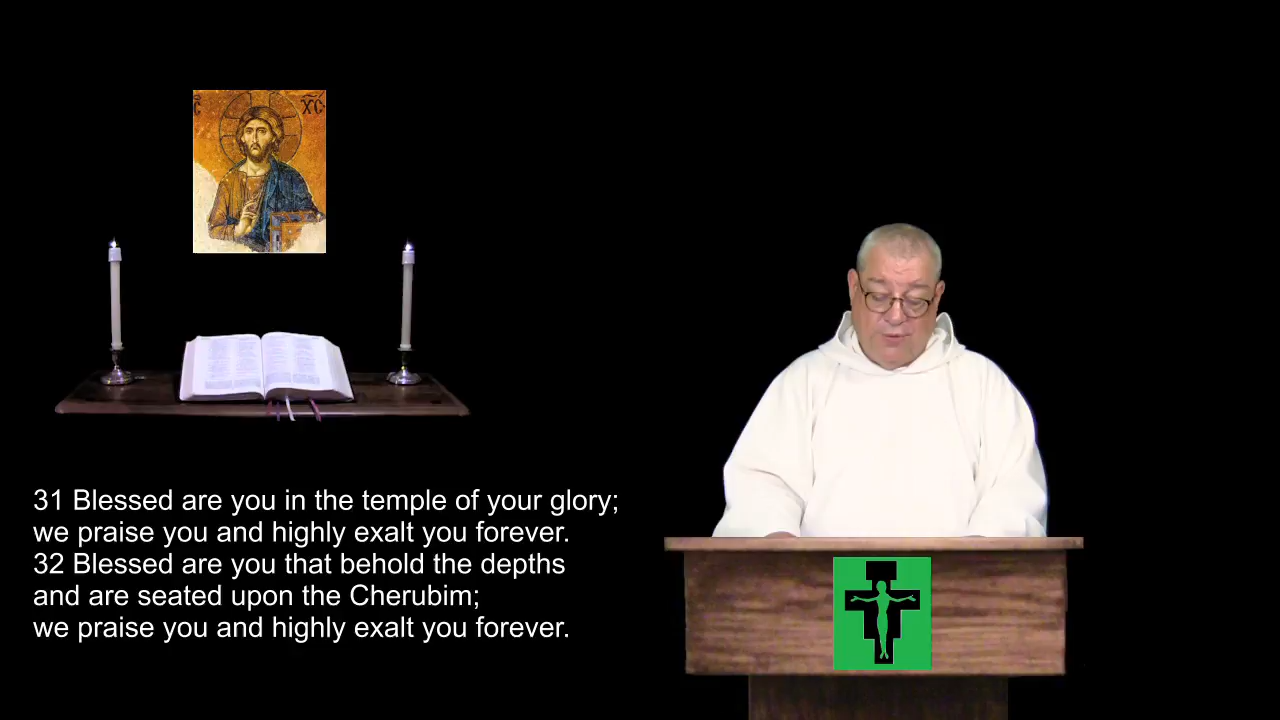 XC
31 Blessed are you in the temple of your glory;
we praise you and highly exalt you forever.
32 Blessed are you that behold the depths
and are seated upon the Cherubim;
we praise you and highly exalt you forever.